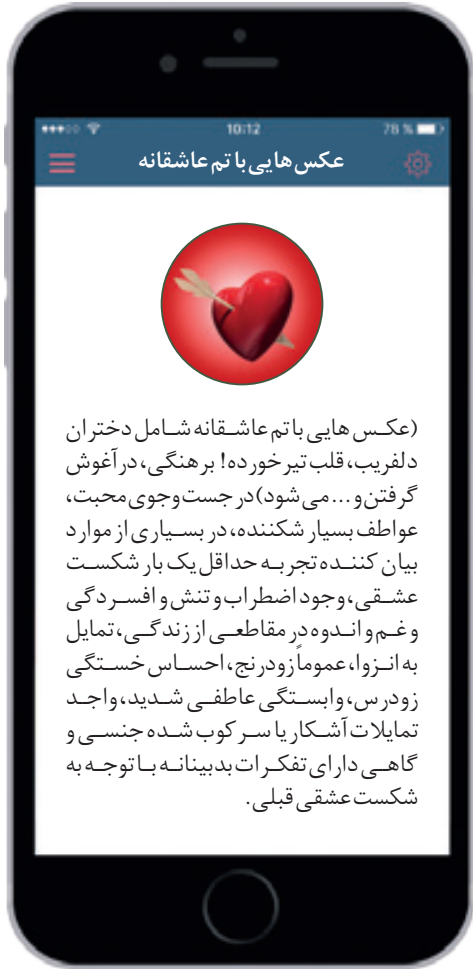 10:12
78 %
عکس هایی با تم عاشقانه
(عکس هایی با تم عاشقانه شامل دختران
دلفریب، قلب تیر خورده! برهنگی، در آغوش
گرفتن و ... می شود) در جست وجوی محبت،
عواطف بسیار شکننده، در بسیاری از موارد
بیان کننده تجربه حداقل یک بار شکست
عشقی، وجود اضطراب و تنش و افسردگی
و غم و اندوه در مقاطعی از زندگی، تمایل
به انزوا، عموماً زودرنج، احساس خستگی
زودرس، وابستگی عاطفی شدید، واجد
تمایلات آشکار یا سرکوب شده جنسی و
گاهی دارای تفکرات بدبینانه با توجه به
شکست عشقی قبلی.